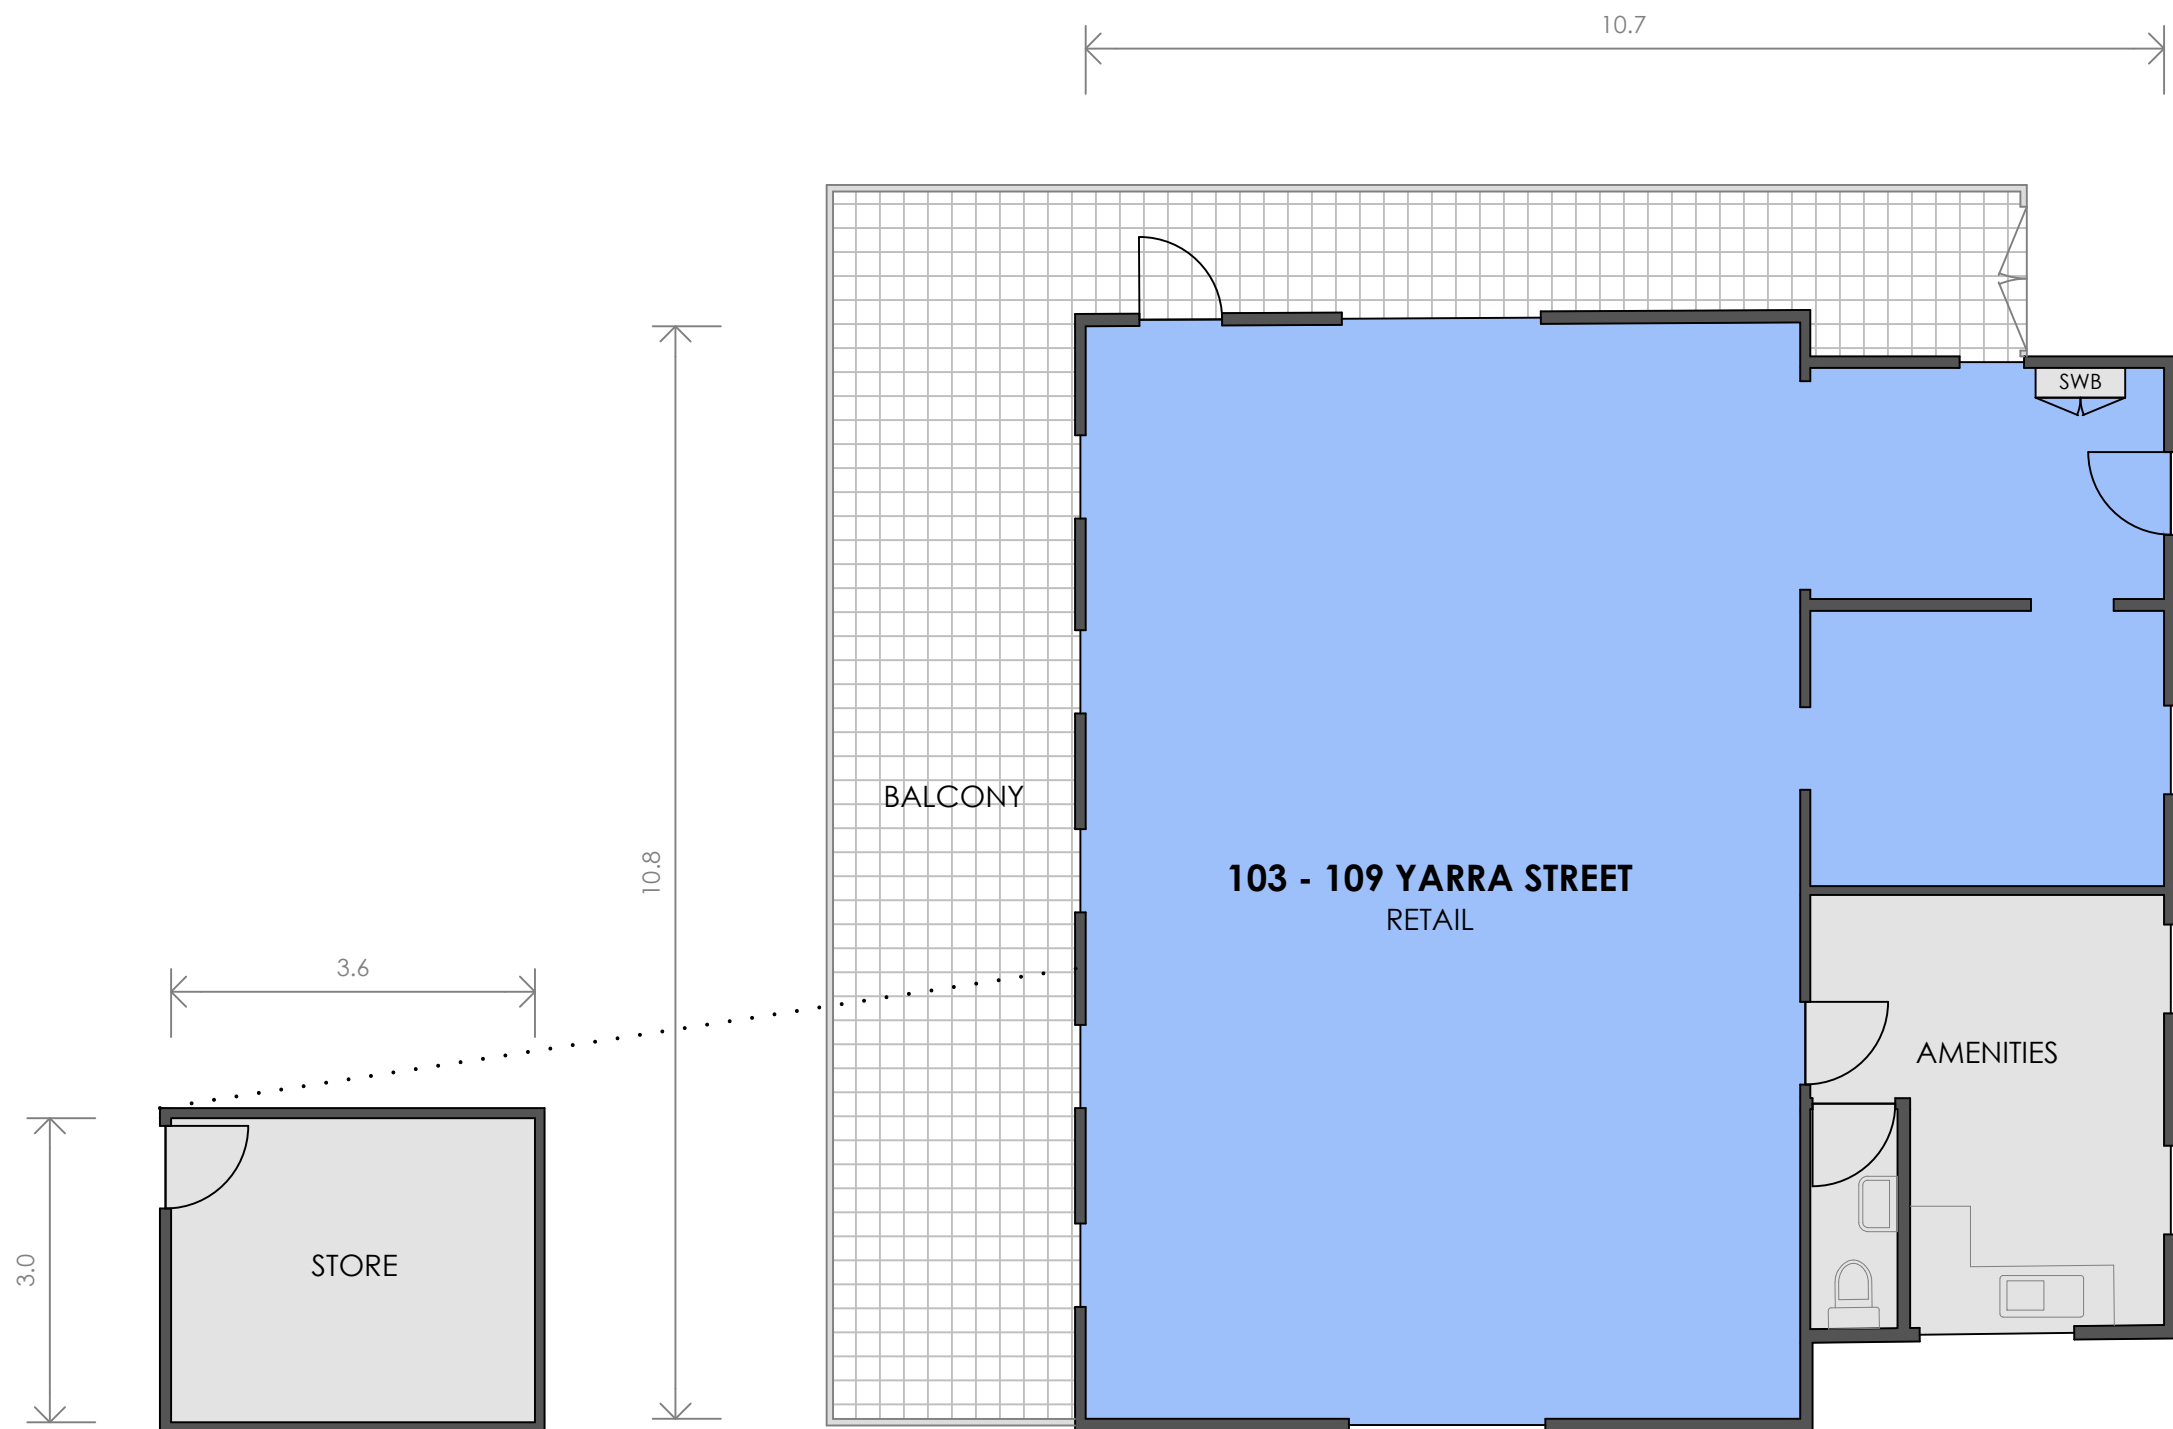 10.7
SWB
BALCONY
10.8
103 - 109 YARRA STREET
RETAIL
3.6
AMENITIES
3.0
STORE